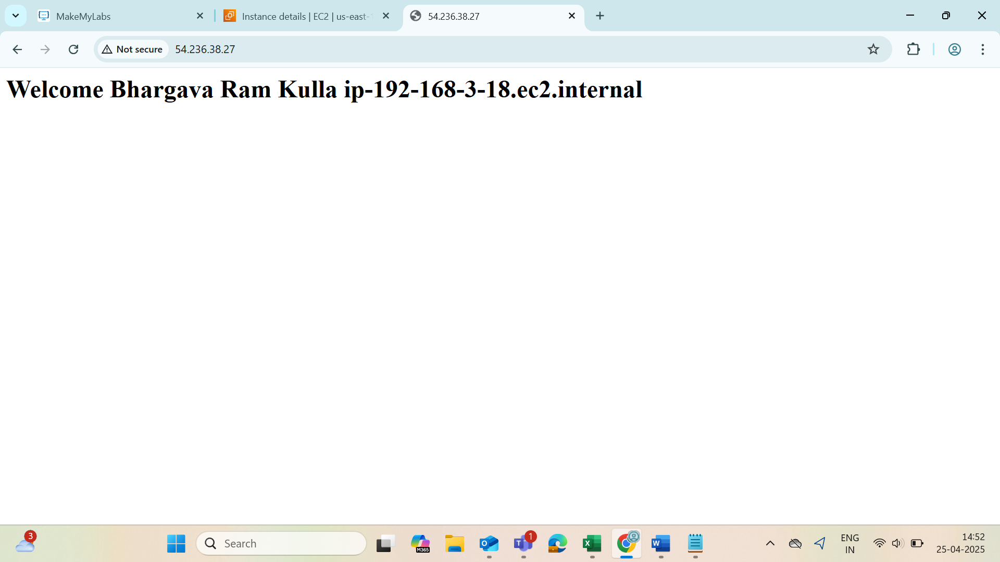 MakeMyLabs
Instance details | EC2 | us-east-1
54.236.38.27
Not secure
54.236.38.27
Welcome Bhargava Ram Kulla ip-192-168-3-18.ec2.internal
3
Search
M365
O
T
1
X
W
ENG
IN
14:52
25-04-2025